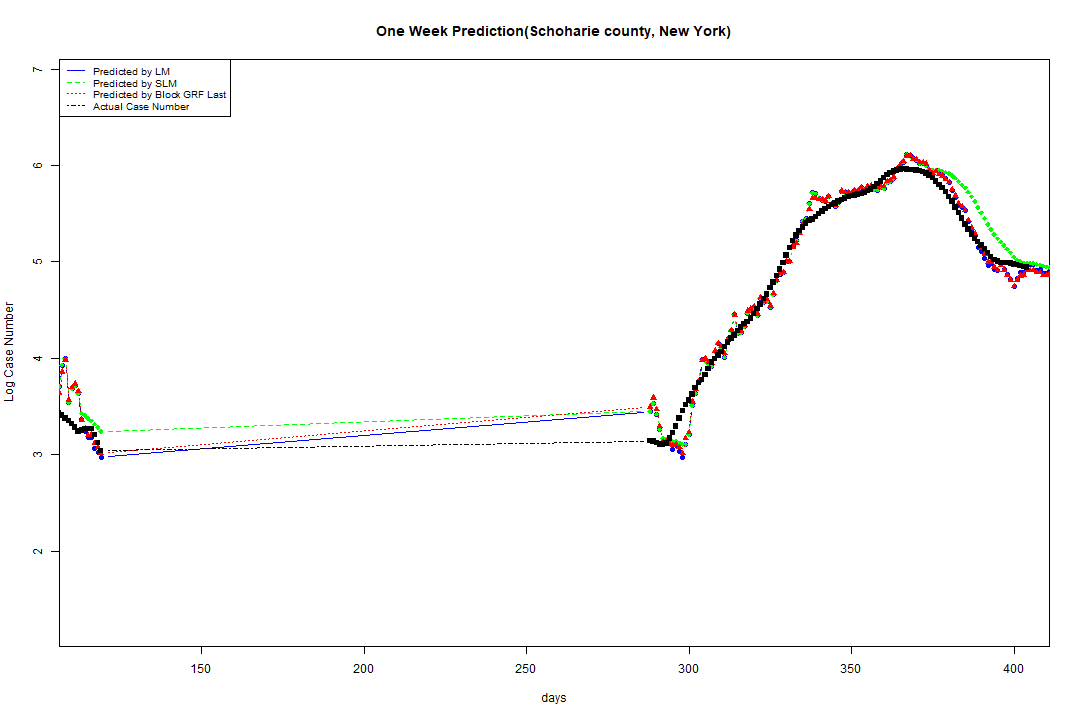 One Week Prediction(Schoharie county, New York)
Predicted by LM
Predicted by SLM
Predicted by Block GRF Last
Actual Case Number
7
6
5
4
3
2
Log Case Number
150 200 250 300 350 400
days